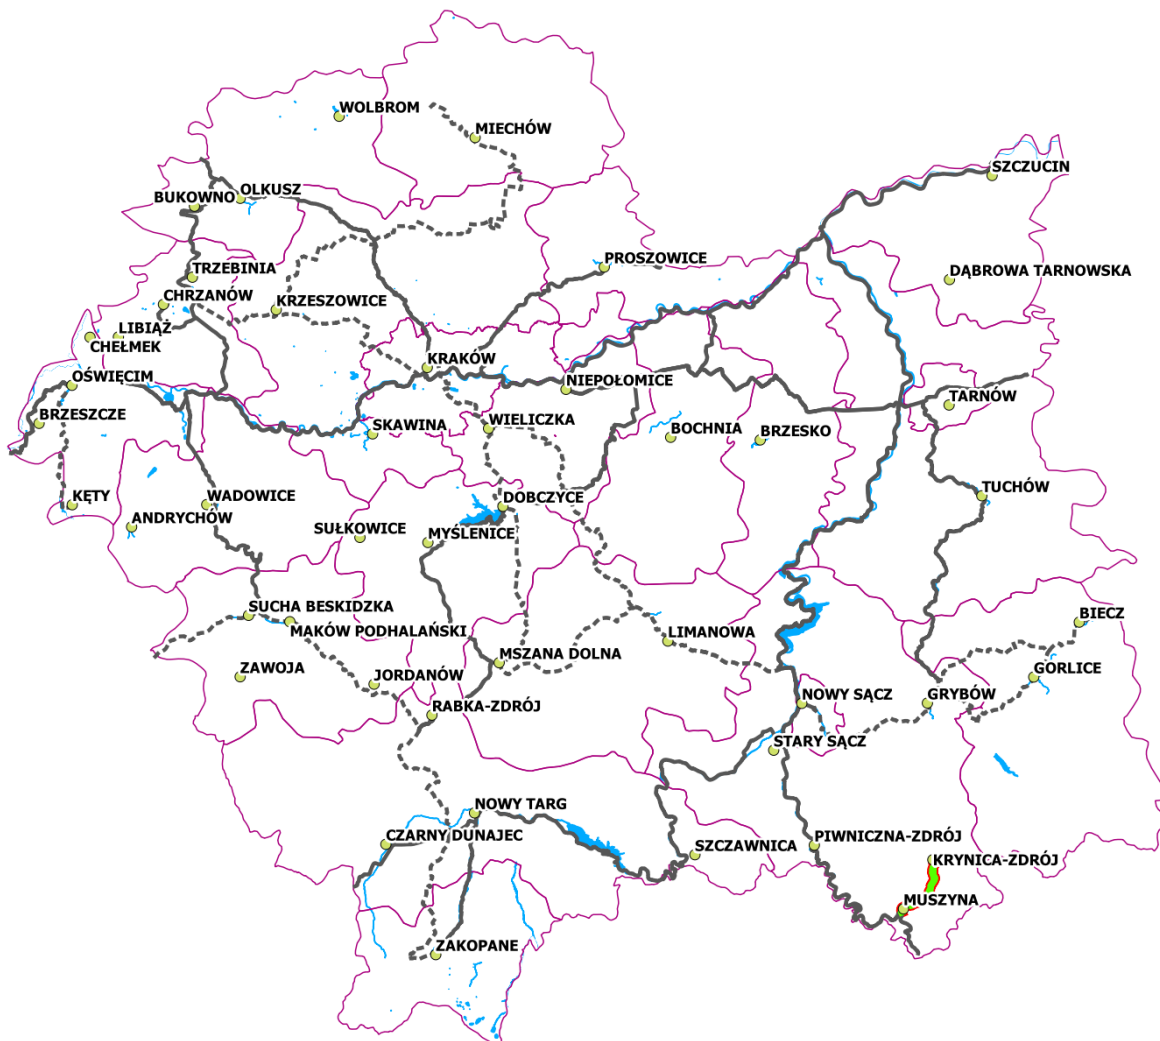 WOLBROM
MIECHÓW
SZCZUCIN
OLKUSZ
BUKOWNO
PROSZOWICE
TRZEBINIA
DĄBROWA TARNOWSKA
CHRZANÓW
KRZESZOWICE
LIBIĄŻ
CHEŁMEK
KRAKÓW
OŚWIĘCIM
NIEPOŁOMICE
TARNÓW
BRZESZCZE
SKAWINA
WIELICZKA
BOCHNIA
BRZESKO
TUCHÓW
KĘTY
WADOWICE
DOBCZYCE
ANDRYCHÓW
SUŁKOWICE
MYŚLENICE
SUCHA BESKIDZKA
BIECZ
MAKÓW PODHALAŃSKI
LIMANOWA
MSZANA DOLNA
ZAWOJA
JORDANÓW
GORLICE
RABKA-ZDRÓJ
NOWY SĄCZ
GRYBÓW
STARY SĄCZ
NOWY TARG
CZARNY DUNAJEC
PIWNICZNA-ZDRÓJ
SZCZAWNICA
KRYNICA-ZDRÓJ
MUSZYNA
ZAKOPANE